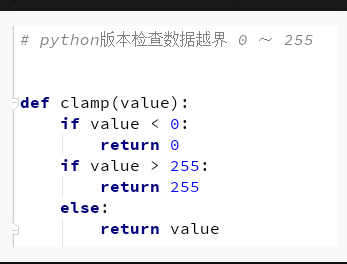 # python版本检查数据越界 0 ～ 255
def clamp(value):
    if value < 0:
        return 0
    if value > 255:
        return 255
    else:
        return value